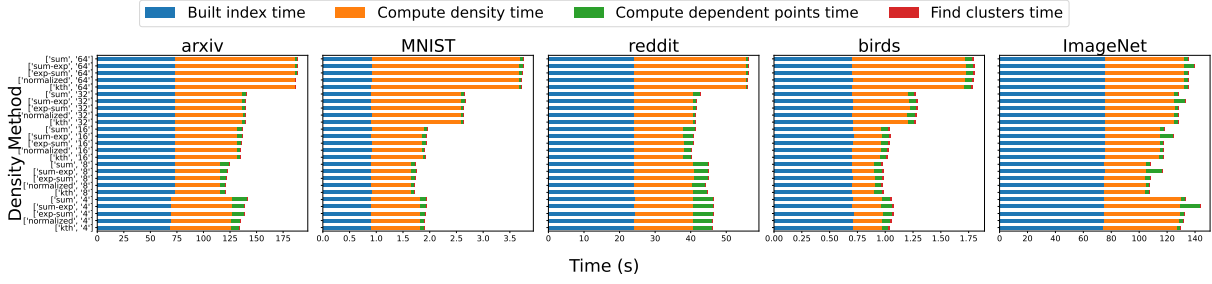 Built index time Compute density time Compute dependent points time Find clusters time
arxiv MNIST reddit birds ImageNet
Density Method
['sum', '64']
['sum-exp', '64']
['exp-sum', '64']
['normalized', '64']
['kth', '64']
['sum', '32']
['sum-exp', '32']
['exp-sum', '32']
['normalized', '32']
['kth', '32']
['sum', '16']
['sum-exp', '16']
['exp-sum', '16']
['normalized', '16']
['kth', '16']
['sum', '8']
['sum-exp', '8']
['exp-sum', '8']
['normalized', '8']
['kth', '8']
['sum', '4']
['sum-exp', '4']
['exp-sum', '4']
['normalized', '4']
['kth', '4']
0 25 50 75 100 125 150 175 0.0 0.5 1.0 1.5 2.0 2.5 3.0 3.5 0 10 20 30 40 50 0.00 0.25 0.50 0.75 1.00 1.25 1.50 1.75 0 20 40 60 80 100 120 140
Time (s)